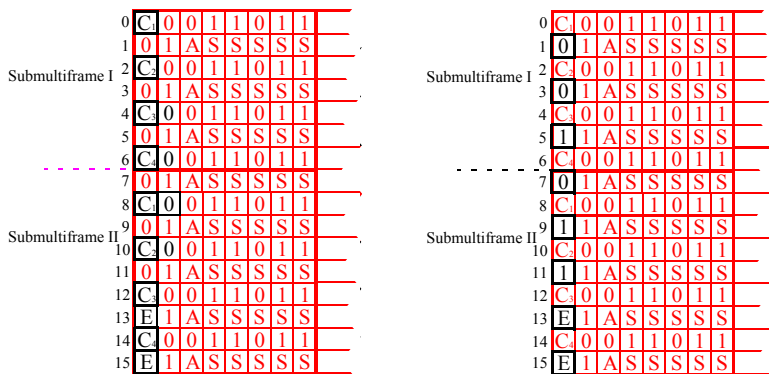 0 C₁ 0 0 1 1 0 1 1
1 0 1 A S S S S S
2 C₂ 0 0 1 1 0 1 1
Submultiframe I
3 0 1 A S S S S S
4 C₃ 0 0 1 1 0 1 1
5 0 1 A S S S S S
6 C₄ 0 0 1 1 0 1 1
7 0 1 A S S S S S
8 C₁ 0 0 1 1 0 1 1
9 0 1 A S S S S S
Submultiframe II
10 C₂ 0 0 1 1 0 1 1
11 0 1 A S S S S S
12 C₃ 0 0 1 1 0 1 1
13 E 1 A S S S S S
14 C₄ 0 0 1 1 0 1 1
15 E 1 A S S S S S
0 C₁ 0 0 1 1 0 1 1
1 0 1 A S S S S S
2 C₂ 0 0 1 1 0 1 1
Submultiframe I
3 0 1 A S S S S S
4 C₃ 0 0 1 1 0 1 1
5 1 1 A S S S S S
6 C₄ 0 0 1 1 0 1 1
7 0 1 A S S S S S
8 C₁ 0 0 1 1 0 1 1
9 1 1 A S S S S S
Submultiframe II
10 C₂ 0 0 1 1 0 1 1
11 1 1 A S S S S S
12 C₃ 0 0 1 1 0 1 1
13 E 1 A S S S S S
14 C₄ 0 0 1 1 0 1 1
15 E 1 A S S S S S